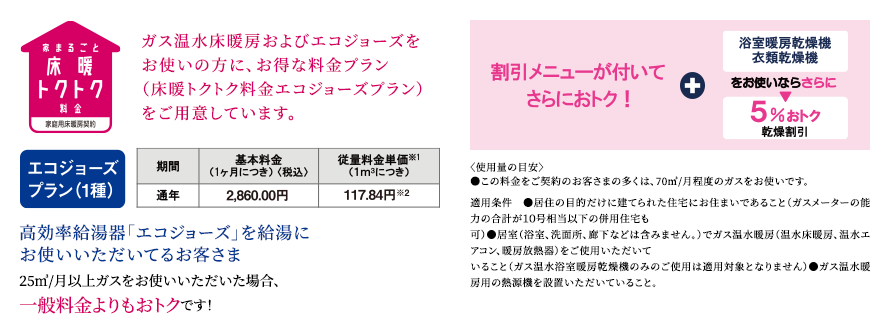 家まるごと
床暖
トクトク
料金
家庭用床暖房契約
ガス温水床暖房およびエコジョーズを
お使いの方に、お得な料金プラン
（床暖トクトク料金エコジョーズプラン）
をご用意しています。
エコジョーズ
プラン（1種）
期間
基本料金
（1ヶ月につき）〈税込〉
従量料金単価※1
（1m³につき）
通年
2,860.00円
117.84円※2
高効率給湯器「エコジョーズ」を給湯に
お使いいただいてるお客さま
25㎥/月以上ガスをお使いいただいた場合、
一般料金よりもおトクです!
割引メニューが付いて
さらにおトク！
浴室暖房乾燥機
衣類乾燥機
をお使いならさらに
5%おトク
乾燥割引
〈使用量の目安〉
●この料金をご契約のお客さまの多くは、70㎥/月程度のガスをお使いです。
適用条件　●居住の目的だけに建てられた住宅にお住まいであること（ガスメーターの能
力の合計が10号相当以下の併用住宅も
可）●居室（浴室、洗面所、廊下などは含みません。）でガス温水暖房（温水床暖房、温水エ
アコン、暖房放熱器）をご使用いただいて
いること（ガス温水浴室暖房乾燥機のみのご使用は適用対象となりません）●ガス温水暖
房用の熱源機を設置いただいていること。